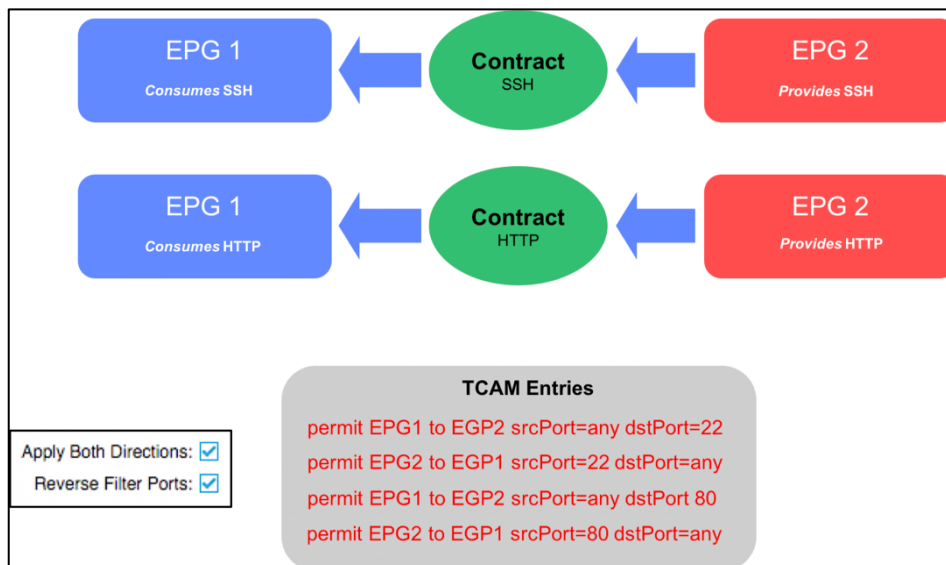 EPG 1
Consumes SSH
Contract
SSH
EPG 2
Provides SSH
EPG 1
Consumes HTTP
Contract
HTTP
EPG 2
Provides HTTP
TCAM Entries
permit EPG1 to EGP2 srcPort=any dstPort=22
permit EPG2 to EGP1 srcPort=22 dstPort=any
permit EPG1 to EGP2 srcPort=any dstPort 80
permit EPG2 to EGP1 srcPort=80 dstPort=any
Apply Both Directions:
Reverse Filter Ports: